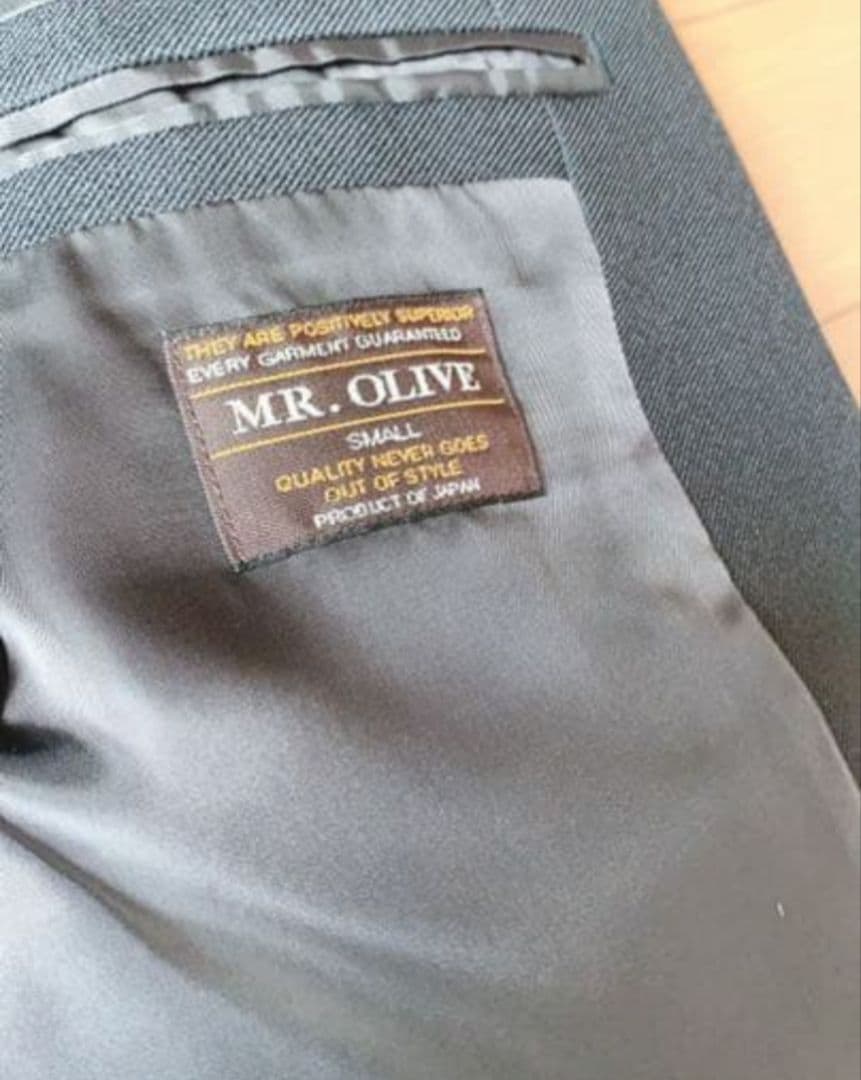 THEY ARE POSITIVELY SUPERIOR
EVERY GARMENT GUARANTEED
MR. OLIVE
SMALL
QUALITY NEVER GOES
OUT OF STYLE
PRODUCT OF JAPAN